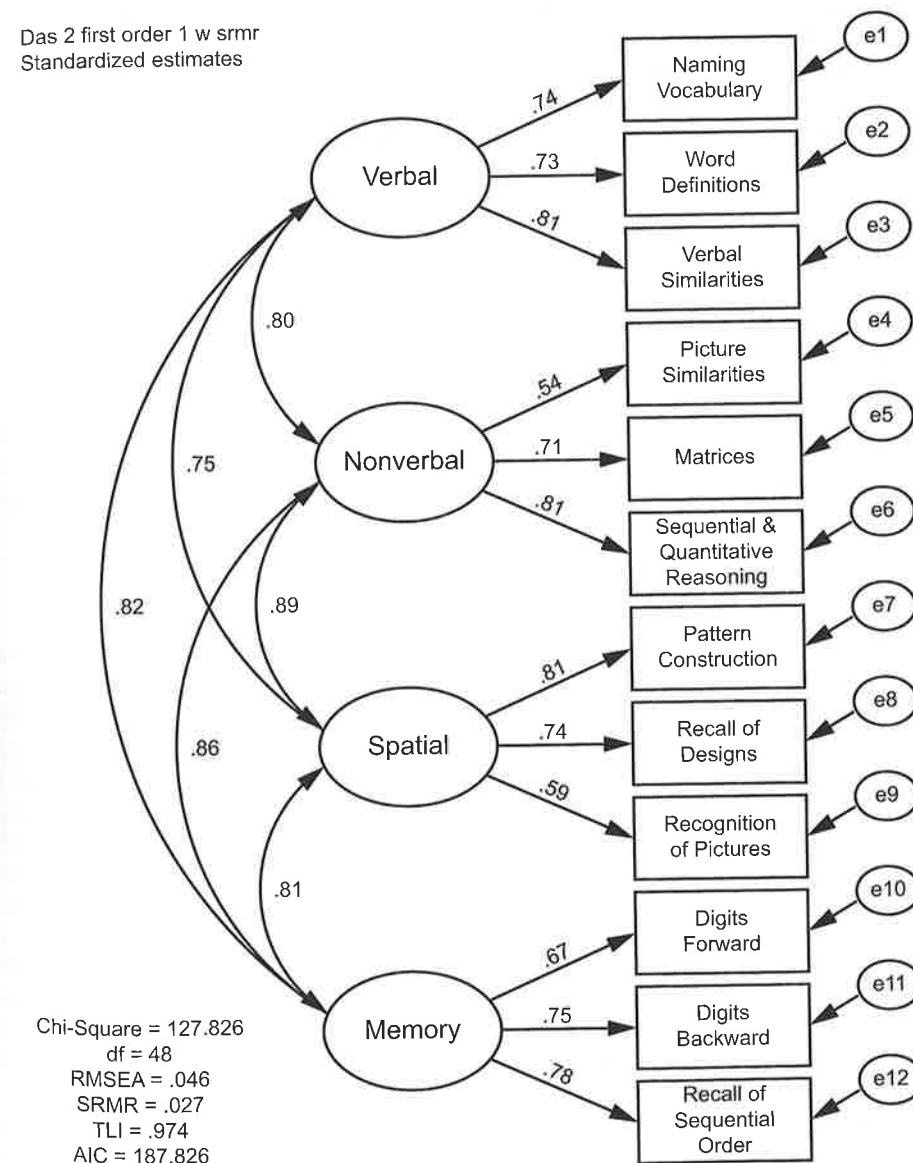 Das 2 first order 1 w srmr
Standardized estimates
e1
Naming
Vocabulary
.74
e2
Verbal
.73
Word
Definitions
.81
e3
Verbal
Similarities
.80
e4
Picture
Similarities
.54
e5
.75
Nonverbal
.71
Matrices
.81
e6
Sequential &
Quantitative
Reasoning
.82
.89
e7
Pattern
Construction
.81
e8
.86
Spatial
.74
Recall of
Designs
.59
e9
Recognition
of Pictures
.81
e10
Digits
Forward
.67
e11
Memory
.75
Digits
Backward
.78
e12
Recall of
Sequential
Order
Chi-Square = 127.826
df = 48
RMSEA = .046
SRMR = .027
TLI = .974
AIC = 187.826